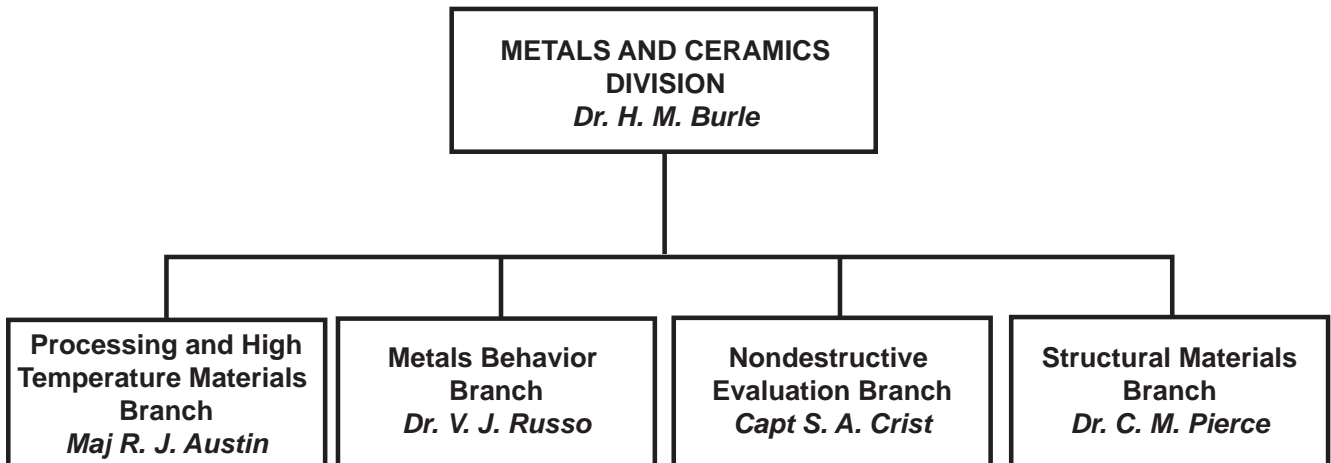 METALS AND CERAMICS
DIVISION
Dr. H. M. Burle
Processing and High
Temperature Materials
Branch
Maj R. J. Austin
Metals Behavior
Branch
Dr. V. J. Russo
Nondestructive
Evaluation Branch
Capt S. A. Crist
Structural Materials
Branch
Dr. C. M. Pierce